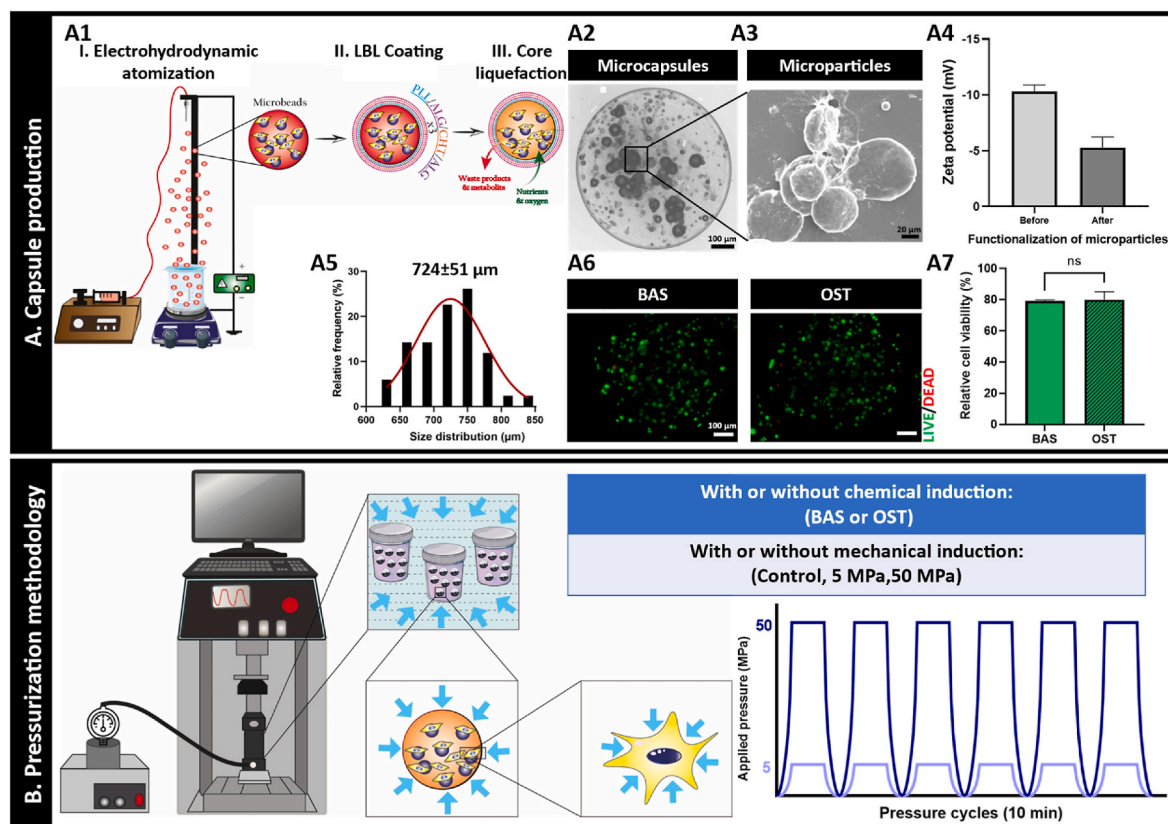 A. Capsule production
A1
I. Electrohydrodynamic
atomization
II. LBL Coating
III. Core
liquefaction
Microbeads
PLL/ALG/CHT/ALG
x3
Waste products
& metabolits
Nutrients
& oxygen
+
−
A2
Microcapsules
100 µm
A3
Microparticles
20 µm
A4
Zeta potential (mV)
-15
-10
-5
0
Before
After
Functionalization of microparticles
A5
724±51 µm
Relative frequency (%)
30
20
10
0
600
650
700
750
800
850
Size distribution (µm)
A6
BAS
OST
100 µm
LIVE/DEAD
A7
ns
Relative cell viability (%)
100
80
60
40
20
0
BAS
OST
B. Pressurization methodology
With or without chemical induction:
(BAS or OST)
With or without mechanical induction:
(Control, 5 MPa,50 MPa)
Applied pressure (MPa)
50
5
Pressure cycles (10 min)